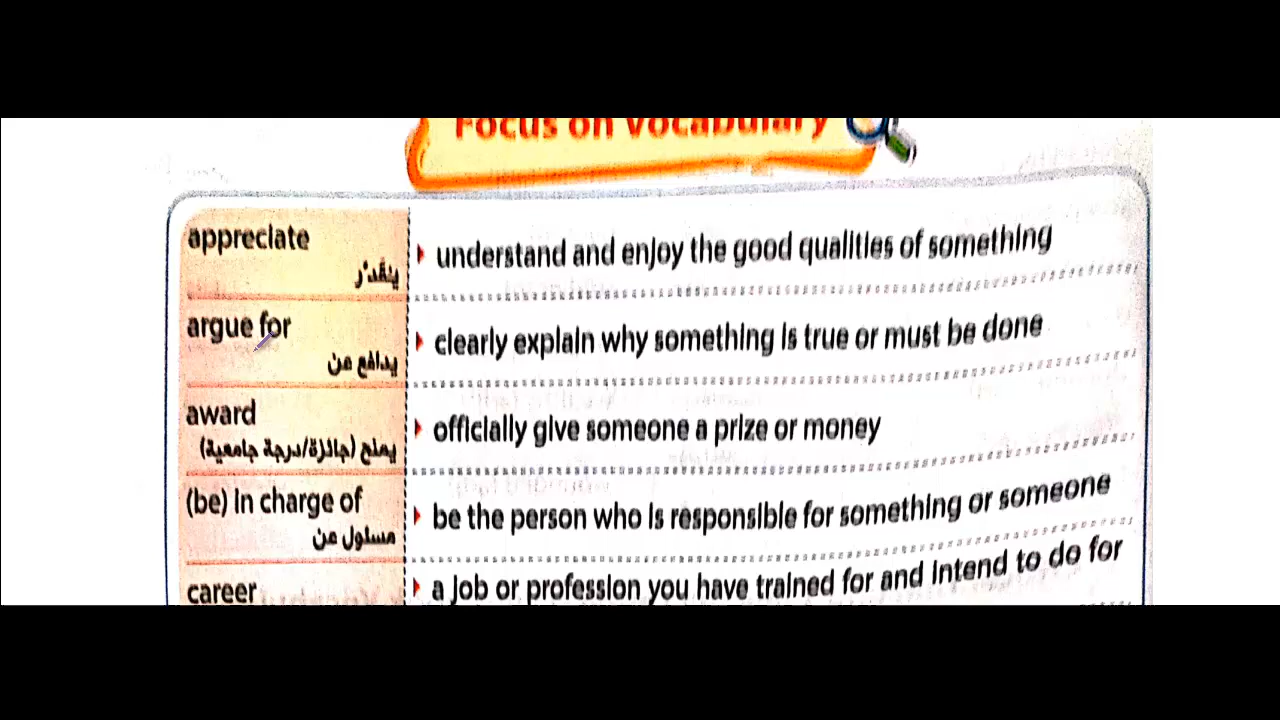 Focus on Vocabulary
appreciate
يُقَدِّر
understand and enjoy the good qualities of something
argue for
يدافع عن
clearly explain why something is true or must be done
award
يمنح (جائزة/درجة جامعية)
officially give someone a prize or money
(be) in charge of
مسئول عن
be the person who is responsible for something or someone
career
a job or profession you have trained for and intend to do for